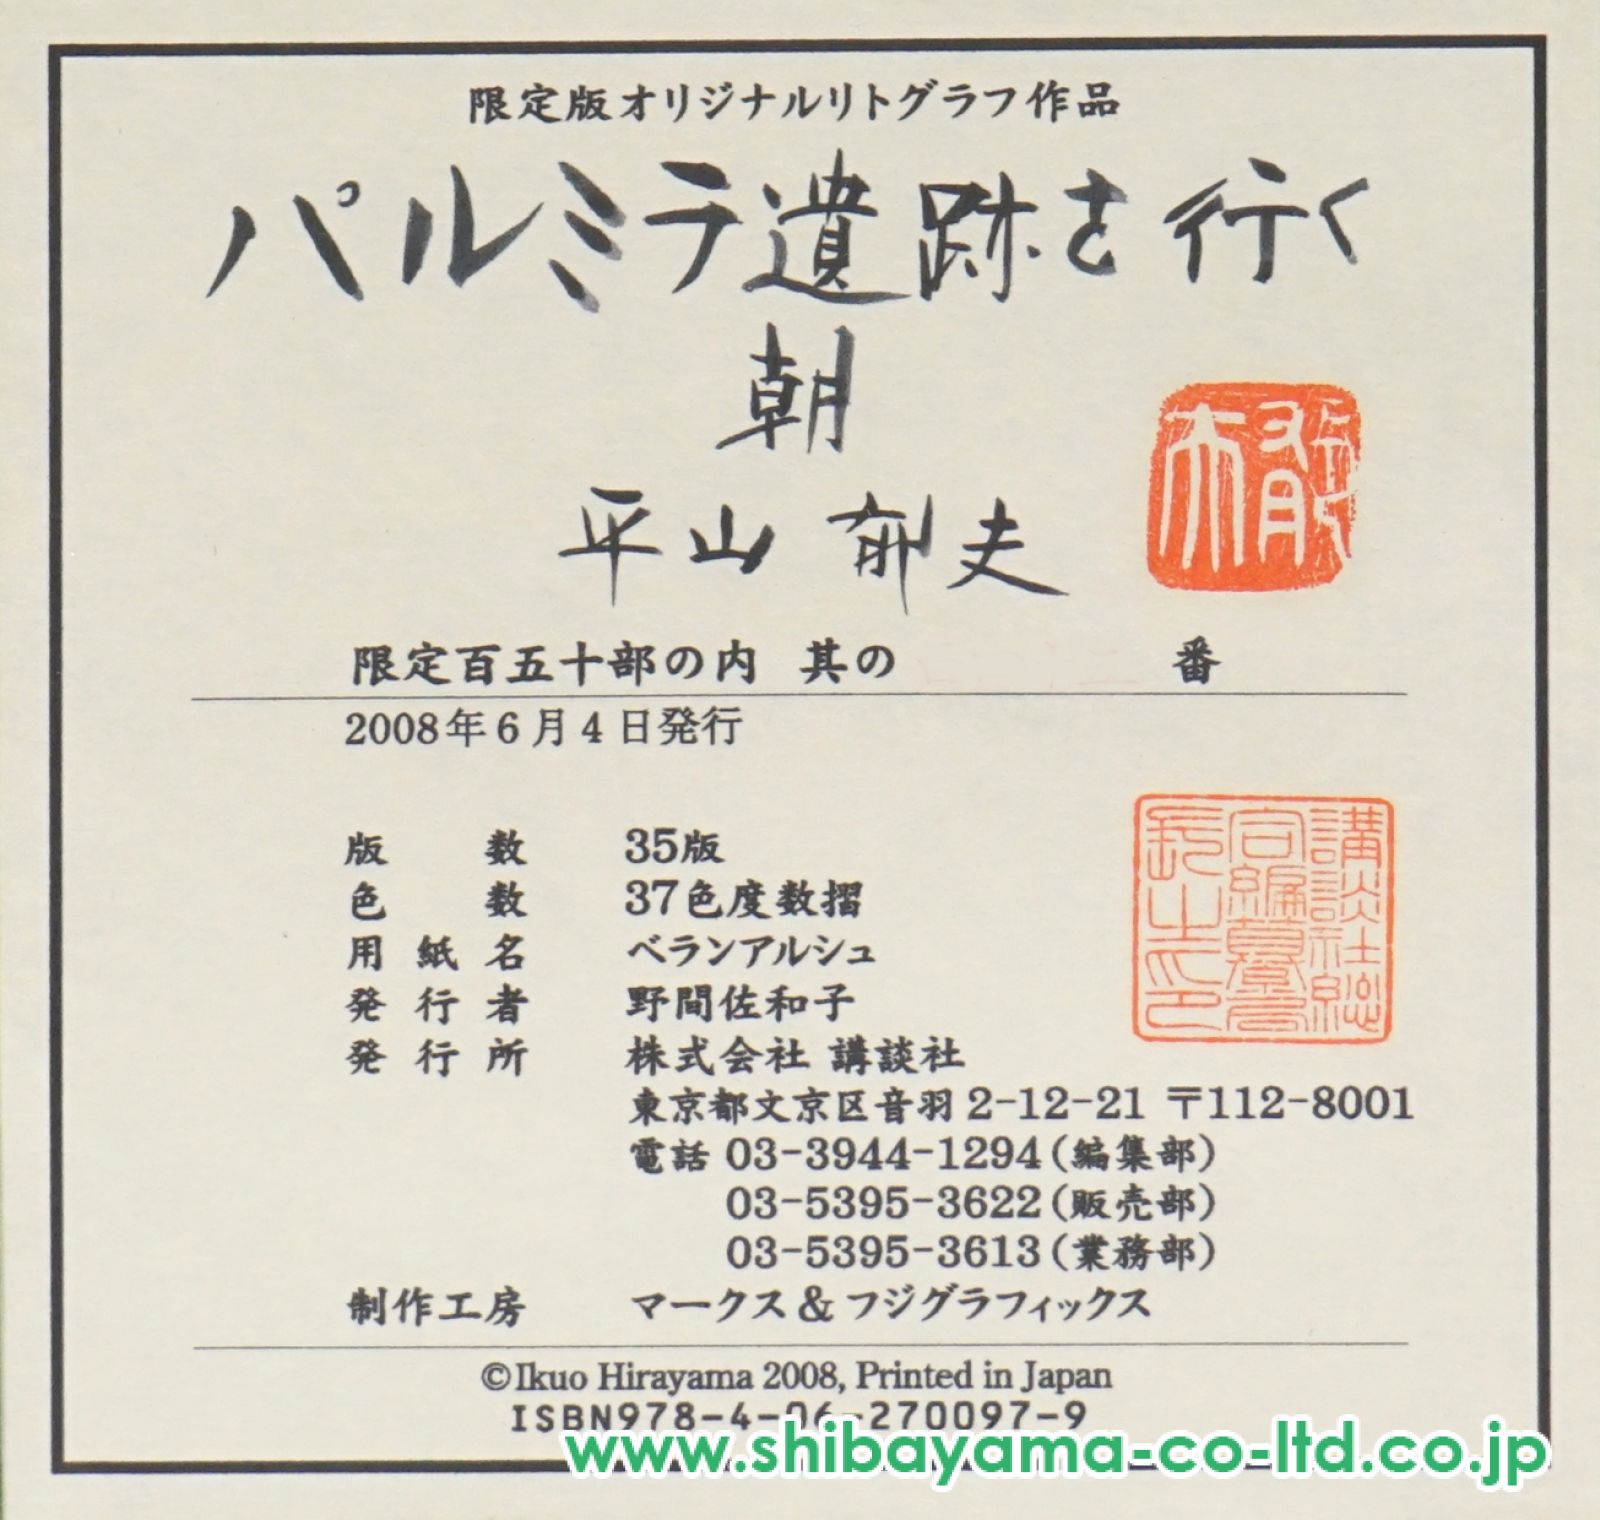 限定版オリジナルリトグラフ作品
パルミラ遺跡を行く
朝
平山郁夫
限定百五十部の内 其の 番
2008年6月4日発行
版数 35版
色数 37色度数摺
用紙名 ベランアルシュ
発行者 野間佐和子
発行所 株式会社 講談社
東京都文京区音羽2-12-21 〒112-8001
電話 03-3944-1294(編集部)
03-5395-3622(販売部)
03-5395-3613(業務部)
制作工房 マークス&フジグラフィックス
©Ikuo Hirayama 2008, Printed in Japan
ISBN978-4-06-270097-9
www.shibayama-co-ltd.co.jp